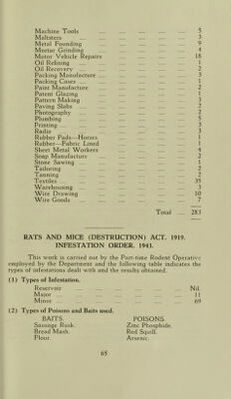 Machine Tools ... 5
Maltsters ... 3
Metal Founding ... 9
Mortar Grinding ... 4
Motor Vehicle Repairs ... 18
Oil Refining ... 1
Oil Recovery ... 2
Packing Manufacture ... 3
Packing Cases ... 1
Paint Manufacture ... 2
Patent Glazing ... 1
Pattern Making ... 3
Paving Slabs ... 2
Photography ... 2
Plumbing ... 5
Printing ... 3
Radio ... 3
Rubber Pads—Horses ... 1
Rubber—Fabric Lined ... 1
Sheet Metal Workers ... 4
Soap Manufacture ... 2
Stone Sawing ... 1
Tailoring ... 2
Tanning ... 2
Textiles ... 35
Warehousing ... 3
Wire Drawing ... 10
Wire Goods ... 7
Total ... 283
RATS AND MICE (DESTRUCTION) ACT. 1919.
INFESTATION ORDER. 1943.
This work is carried out by the Part-time Rodent Operative
employed by the Department and the following table indicates the
types of infestations dealt with and the results obtained.
(1) Types of Infestation.
Reservoir ... Nil.
Major ... 11
Minor ... 69
(2) Types of Poisons and Baits used.
BAITS. POISONS.
Sausage Rusk. Zinc Phosphide.
Bread Mash. Red Squill.
Flour. Arsenic.
85